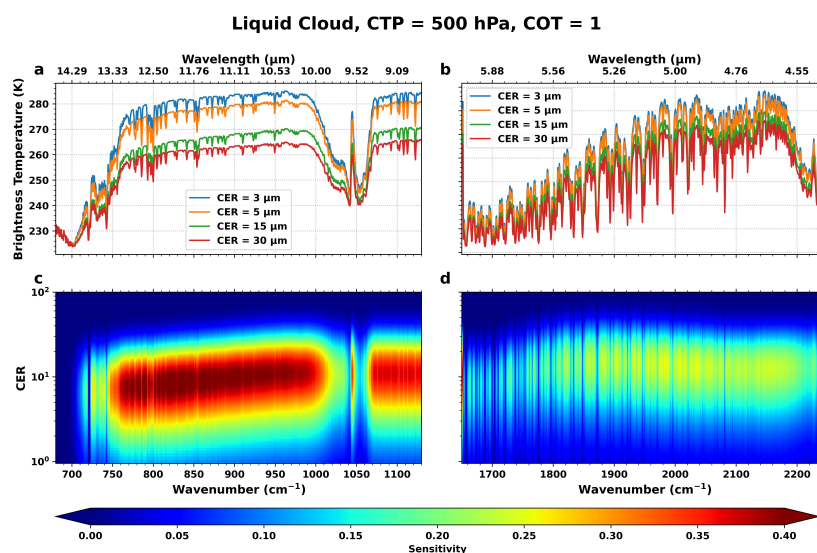 Liquid Cloud, CTP = 500 hPa, COT = 1
a
Wavelength (μm)
14.29 13.33 12.50 11.76 11.11 10.53 10.00 9.52 9.09
Brightness Temperature (K)
280
270
260
250
240
230
CER = 3 μm
CER = 5 μm
CER = 15 μm
CER = 30 μm
b
Wavelength (μm)
5.88 5.56 5.26 5.00 4.76 4.55
CER = 3 μm
CER = 5 μm
CER = 15 μm
CER = 30 μm
c
CER
10²
10¹
10⁰
700 750 800 850 900 950 1000 1050 1100
Wavenumber (cm⁻¹)
d
1700 1800 1900 2000 2100 2200
Wavenumber (cm⁻¹)
0.00 0.05 0.10 0.15 0.20 0.25 0.30 0.35 0.40
Sensitivity